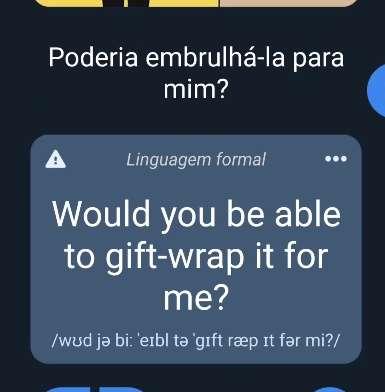 Poderia embrulhá-la para
mim?
Linguagem formal
Would you be able
to gift-wrap it for
me?
/wʊd jə biː ˈeɪbl tə ˈɡɪft ræp ɪt fər mi?/